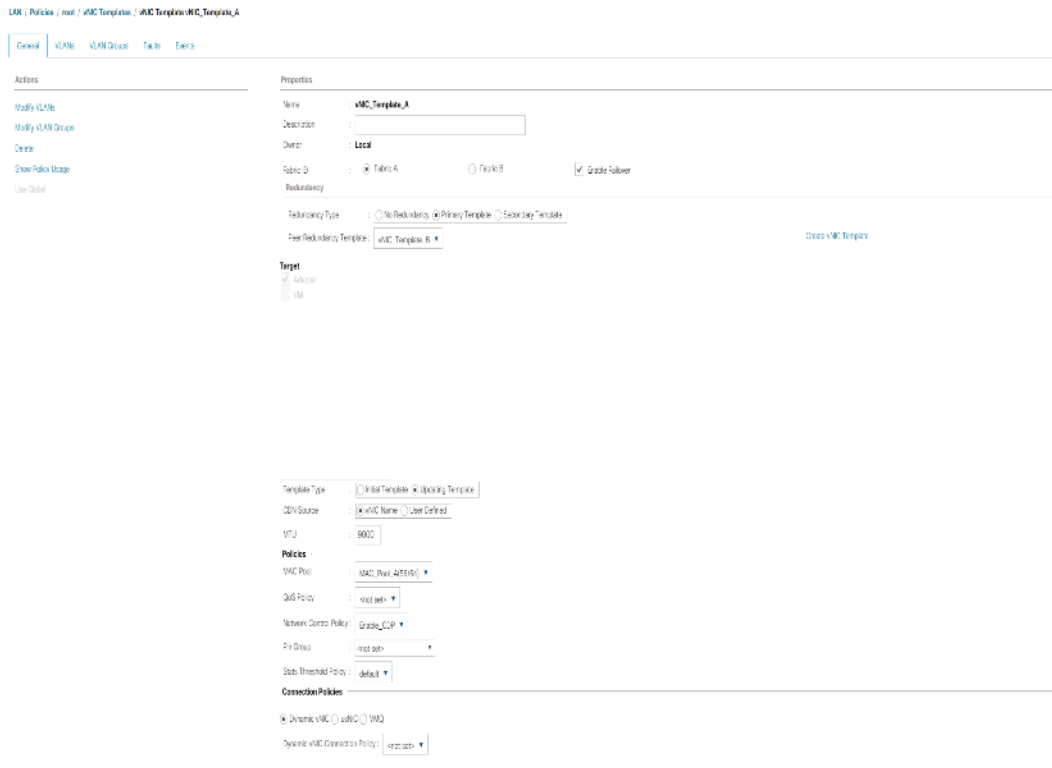 LAN / Policies / root / vNIC Templates / vNIC Template vNIC_Template_A
General VLANs VLAN Groups Faults Events
Actions
Modify VLANs
Modify VLAN Groups
Delete
Show Policy Usage
Use Global
Properties
Name : vNIC_Template_A
Description :
Owner : Local
Fabric ID : Fabric A Fabric B Enable Failover
Redundancy
Redundancy Type : No Redundancy Primary Template Secondary Template
Peer Redundancy Template : vNIC_Template_B Create vNIC Template
Target
Adapter
VM
Template Type : Initial Template Updating Template
CDN Source : vNIC Name User Defined
MTU : 9000
Policies
MAC Pool : MAC_Pool_A(56/64)
QoS Policy : <not set>
Network Control Policy : Enable_CDP
Pin Group : <not set>
Stats Threshold Policy : default
Connection Policies
Dynamic vNIC usNIC VMQ
Dynamic vNIC Connection Policy : <not set>